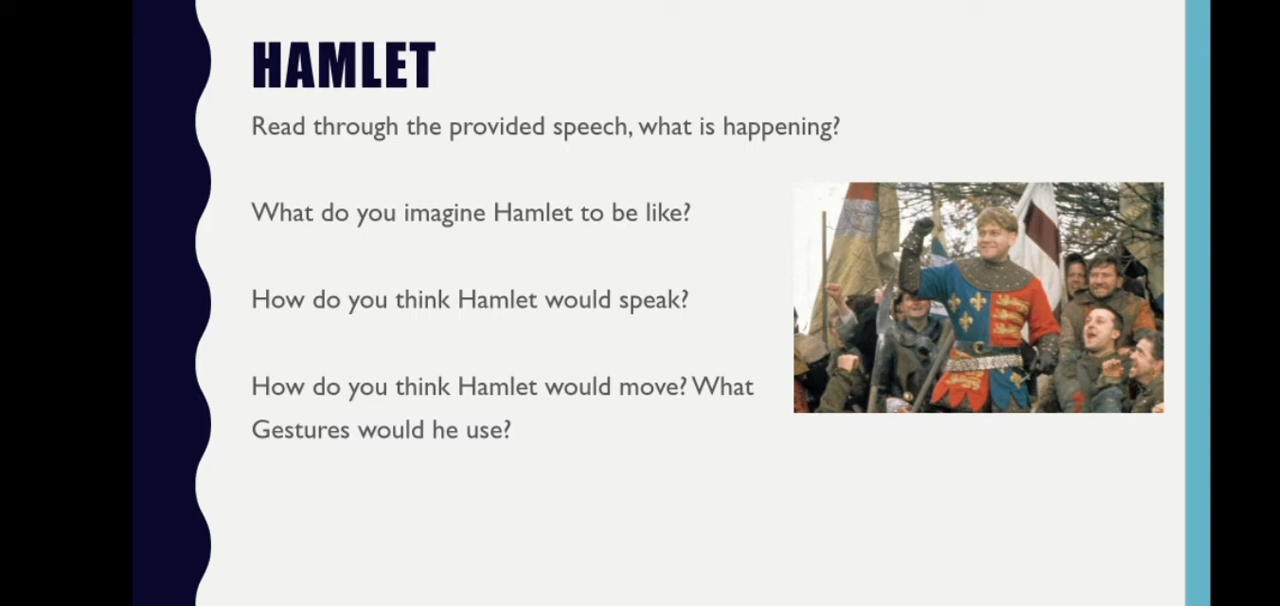 HAMLET
Read through the provided speech, what is happening?
What do you imagine Hamlet to be like?
How do you think Hamlet would speak?
How do you think Hamlet would move? What
Gestures would he use?